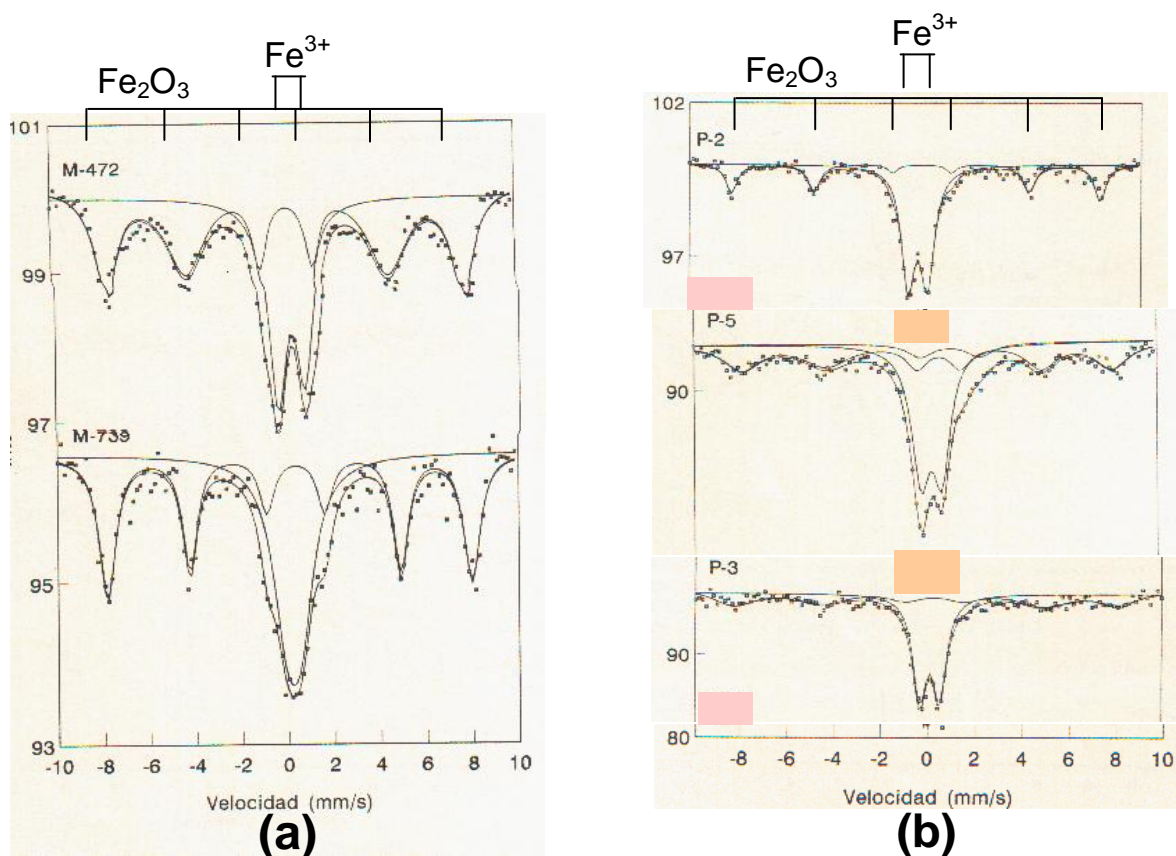 Fe³⁺
Fe₂O₃
101
M-472
99
97
M-739
95
93
-10 -8 -6 -4 -2 0 2 4 6 8 10
Velocidad (mm/s)
(a)
Fe³⁺
Fe₂O₃
102
P-2
97
P-5
90
P-3
90
80
-8 -6 -4 -2 0 2 4 6 8 10
Velocidad (mm/s)
(b)